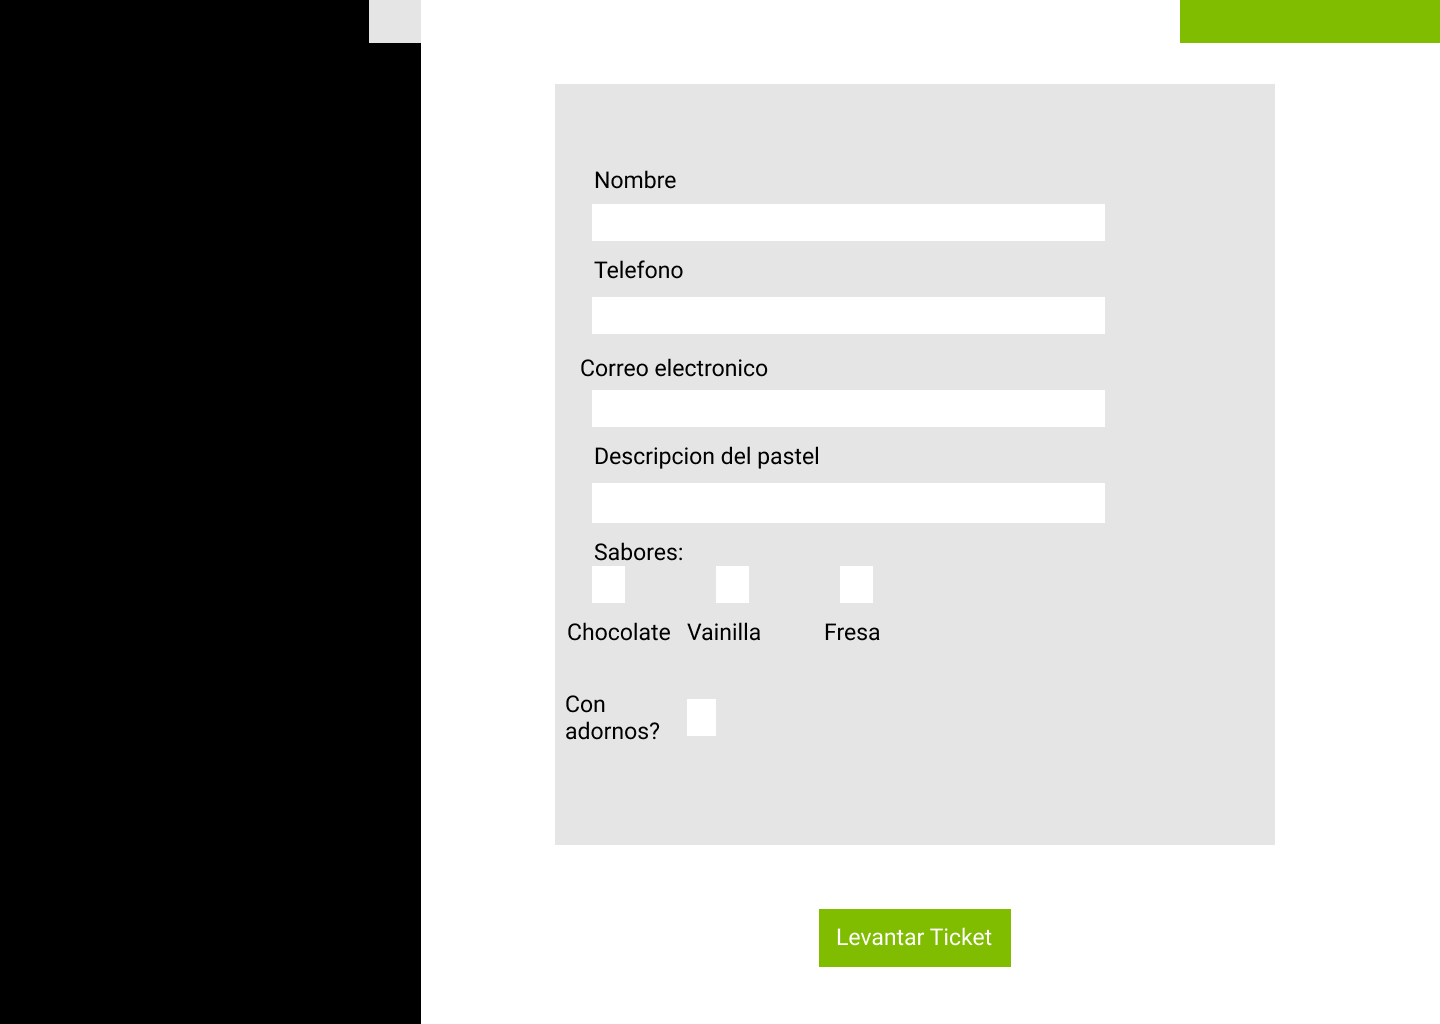 Nombre
Telefono
Correo electronico
Descripcion del pastel
Sabores:
Chocolate Vainilla Fresa
Con
adornos?
Levantar Ticket